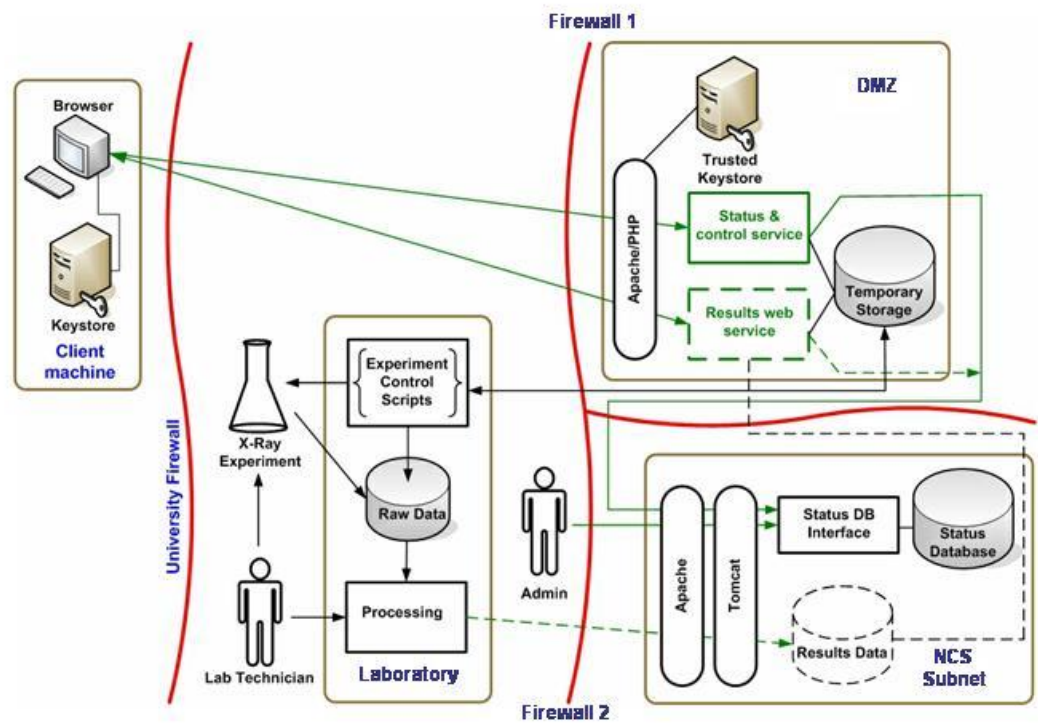 Firewall 1
Browser
Keystore
Client
machine
University Firewall
DMZ
Trusted
Keystore
Apache/PHP
Status &
control service
Results web
service
Temporary
Storage
Experiment
Control
Scripts
X-Ray
Experiment
Raw Data
Processing
Lab Technician
Laboratory
Admin
Apache
Tomcat
Status DB
Interface
Status
Database
Results Data
NCS
Subnet
Firewall 2